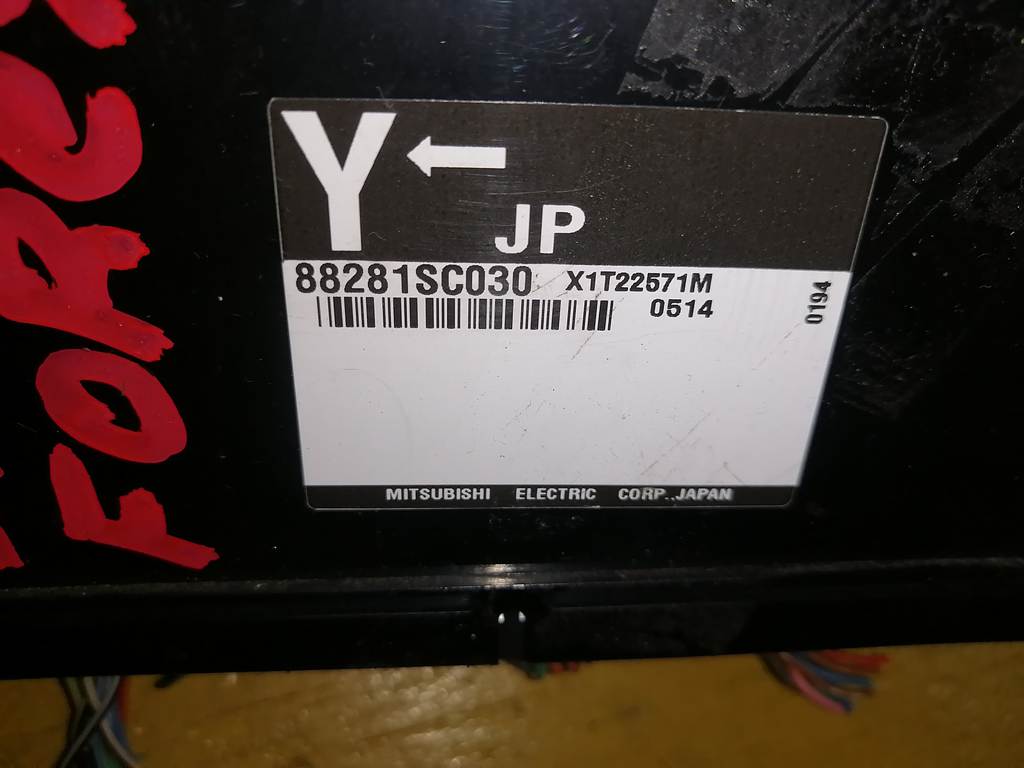 Y
JP
88281SC030 X1T22571M
0514
0194
MITSUBISHI ELECTRIC CORP. JAPAN